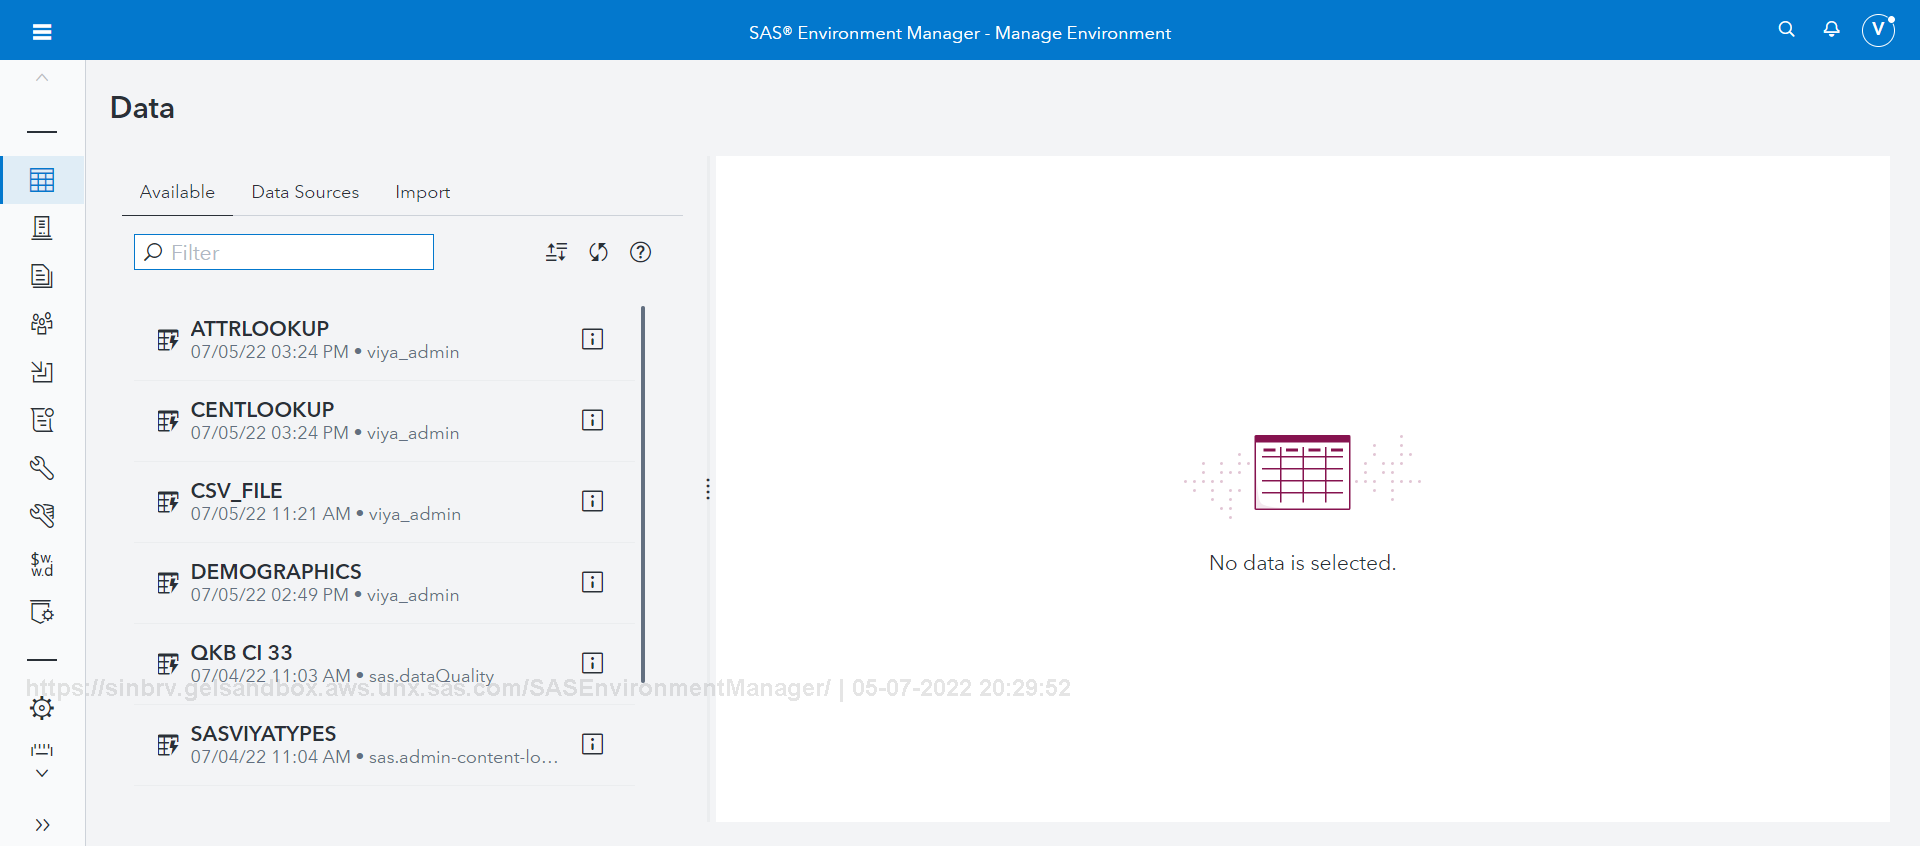 SAS® Environment Manager - Manage Environment
V
Data
Available
Data Sources
Import
Filter
ATTRLOOKUP
07/05/22 03:24 PM • viya_admin
CENTLOOKUP
07/05/22 03:24 PM • viya_admin
CSV_FILE
07/05/22 11:21 AM • viya_admin
DEMOGRAPHICS
07/05/22 02:49 PM • viya_admin
QKB CI 33
07/04/22 11:03 AM • sas.dataQuality
https://sinbrv.gelsandbox.aws.unx.sas.com/SASEnvironmentManager/ | 05-07-2022 20:29:52
SASVIYATYPES
07/04/22 11:04 AM • sas.admin-content-lo...
$w.
w.d
No data is selected.